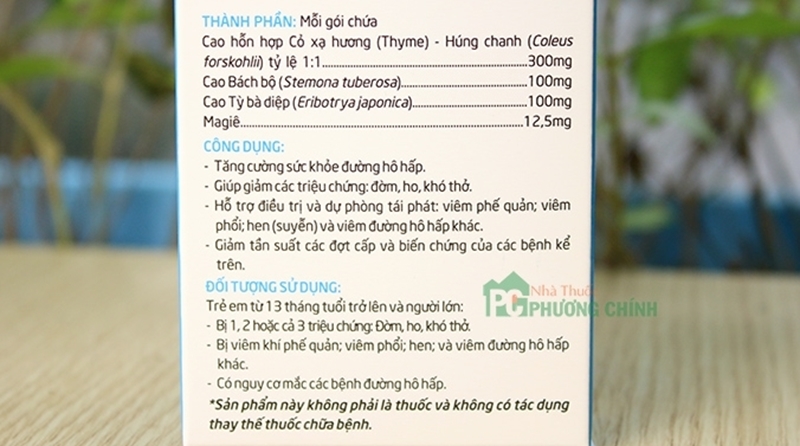 THÀNH PHẦN: Mỗi gói chứa
Cao hỗn hợp Cỏ xạ hương (Thyme) - Húng chanh (Coleus
forskohlii) tỷ lệ 1:1..............................................300mg
Cao Bách bộ (Stemona tuberosa).............................100mg
Cao Tỳ bà diệp (Eribotrya japonica)..........................100mg
Magiê..............................................................12,5mg
CÔNG DỤNG:
- Tăng cường sức khỏe đường hô hấp.
- Giúp giảm các triệu chứng: đờm, ho, khó thở.
- Hỗ trợ điều trị và dự phòng tái phát: viêm phế quản; viêm
phổi; hen (suyễn) và viêm đường hô hấp khác.
- Giảm tần suất các đợt cấp và biến chứng của các bệnh kể
trên.
ĐỐI TƯỢNG SỬ DỤNG:
Trẻ em từ 13 tháng tuổi trở lên và người lớn:
- Bị 1, 2 hoặc cả 3 triệu chứng: Đờm, ho, khó thở.
- Bị viêm khí phế quản; viêm phổi; hen; và viêm đường hô hấp
khác.
- Có nguy cơ mắc các bệnh đường hô hấp.
*Sản phẩm này không phải là thuốc và không có tác dụng
thay thế thuốc chữa bệnh.
PC
Nhà Thuốc
PHƯƠNG CHÍNH